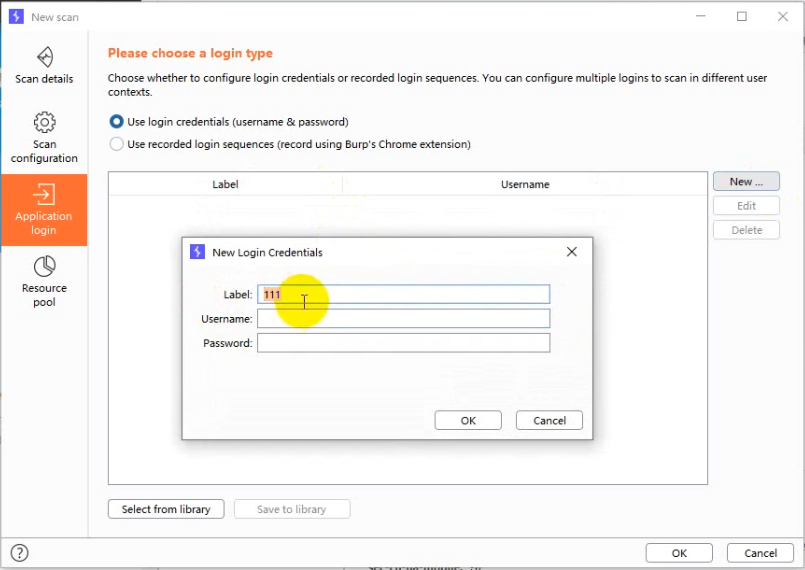 New scan
Scan details
Scan
configuration
Application
login
Resource
pool
Please choose a login type
Choose whether to configure login credentials or recorded login sequences. You can configure multiple logins to scan in different user
contexts.
Use login credentials (username & password)
Use recorded login sequences (record using Burp's Chrome extension)
Label Username
New ...
Edit
Delete
New Login Credentials
Label: 111
Username:
Password:
OK Cancel
Select from library Save to library
? OK Cancel